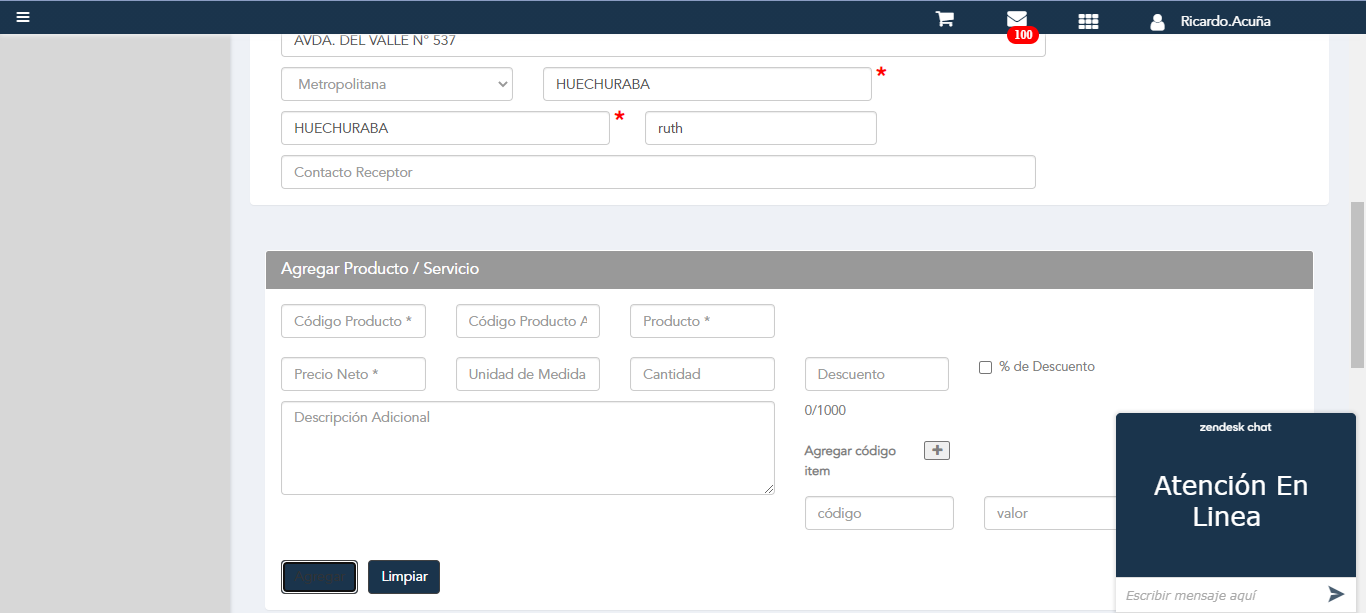 Ricardo.Acuña
100
AVDA. DEL VALLE N° 537
Metropolitana
HUECHURABA
*
HUECHURABA
*
ruth
Contacto Receptor
Agregar Producto / Servicio
Código Producto *
Código Producto A
Producto *
Precio Neto *
Unidad de Medida
Cantidad
Descuento
% de Descuento
Descripción Adicional
0/1000
Agregar código
item
código
valor
Limpiar
zendesk chat
Atención En
Linea
Escribir mensaje aquí